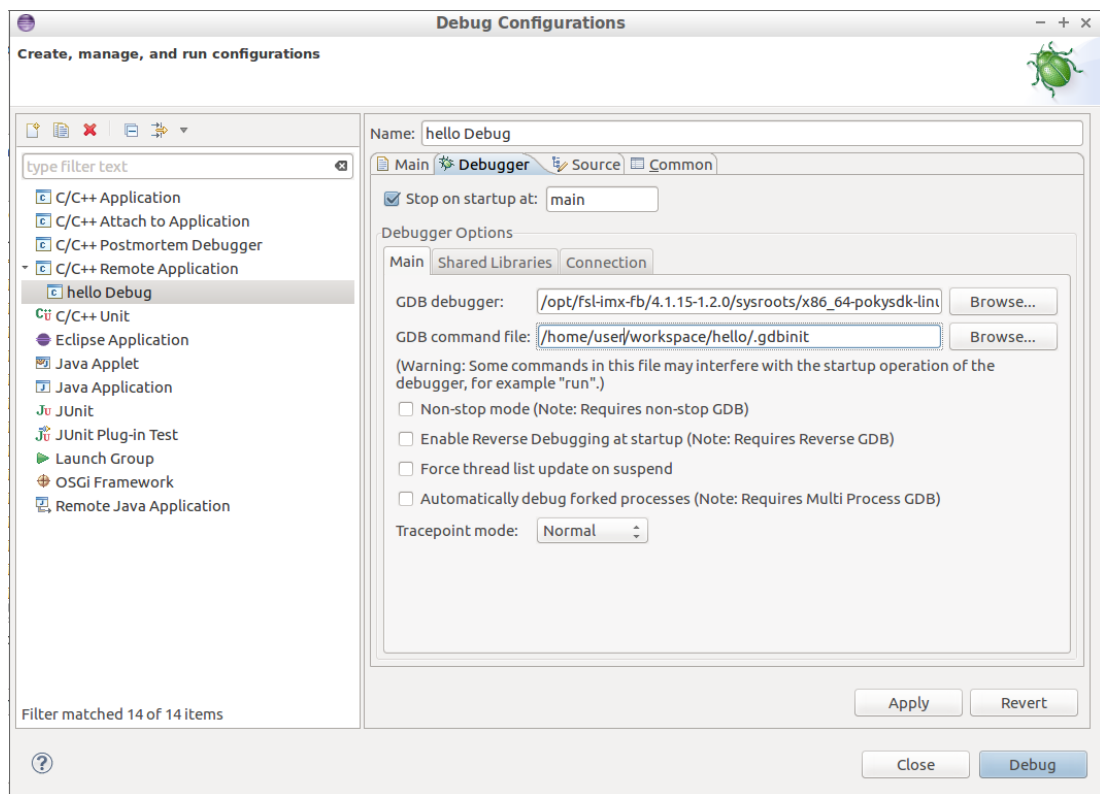 Debug Configurations
Create, manage, and run configurations
type filter text
C/C++ Application
C/C++ Attach to Application
C/C++ Postmortem Debugger
C/C++ Remote Application
hello Debug
C/C++ Unit
Eclipse Application
Java Applet
Java Application
JUnit
JUnit Plug-in Test
Launch Group
OSGi Framework
Remote Java Application
Filter matched 14 of 14 items
Name: hello Debug
Main Debugger Source Common
Stop on startup at: main
Debugger Options
Main Shared Libraries Connection
GDB debugger: /opt/fsl-imx-fb/4.1.15-1.2.0/sysroots/x86_64-pokysdk-linu Browse...
GDB command file: /home/user/workspace/hello/.gdbinit Browse...
(Warning: Some commands in this file may interfere with the startup operation of the
debugger, for example "run".)
Non-stop mode (Note: Requires non-stop GDB)
Enable Reverse Debugging at startup (Note: Requires Reverse GDB)
Force thread list update on suspend
Automatically debug forked processes (Note: Requires Multi Process GDB)
Tracepoint mode: Normal
Apply Revert
Close Debug